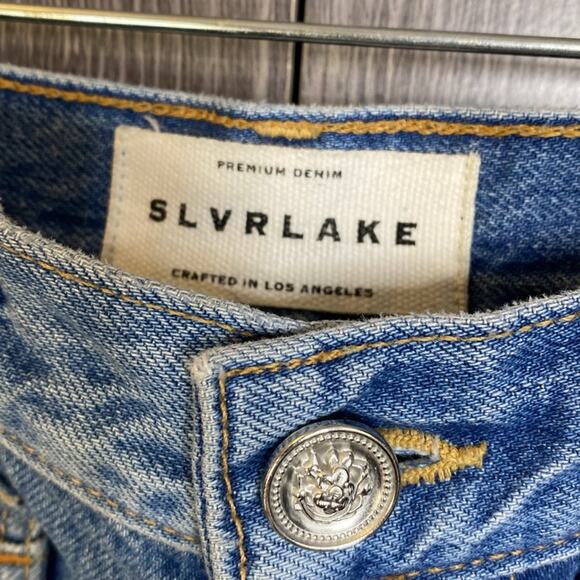 PREMIUM DENIM
SLVRLAKE
CRAFTED IN LOS ANGELES